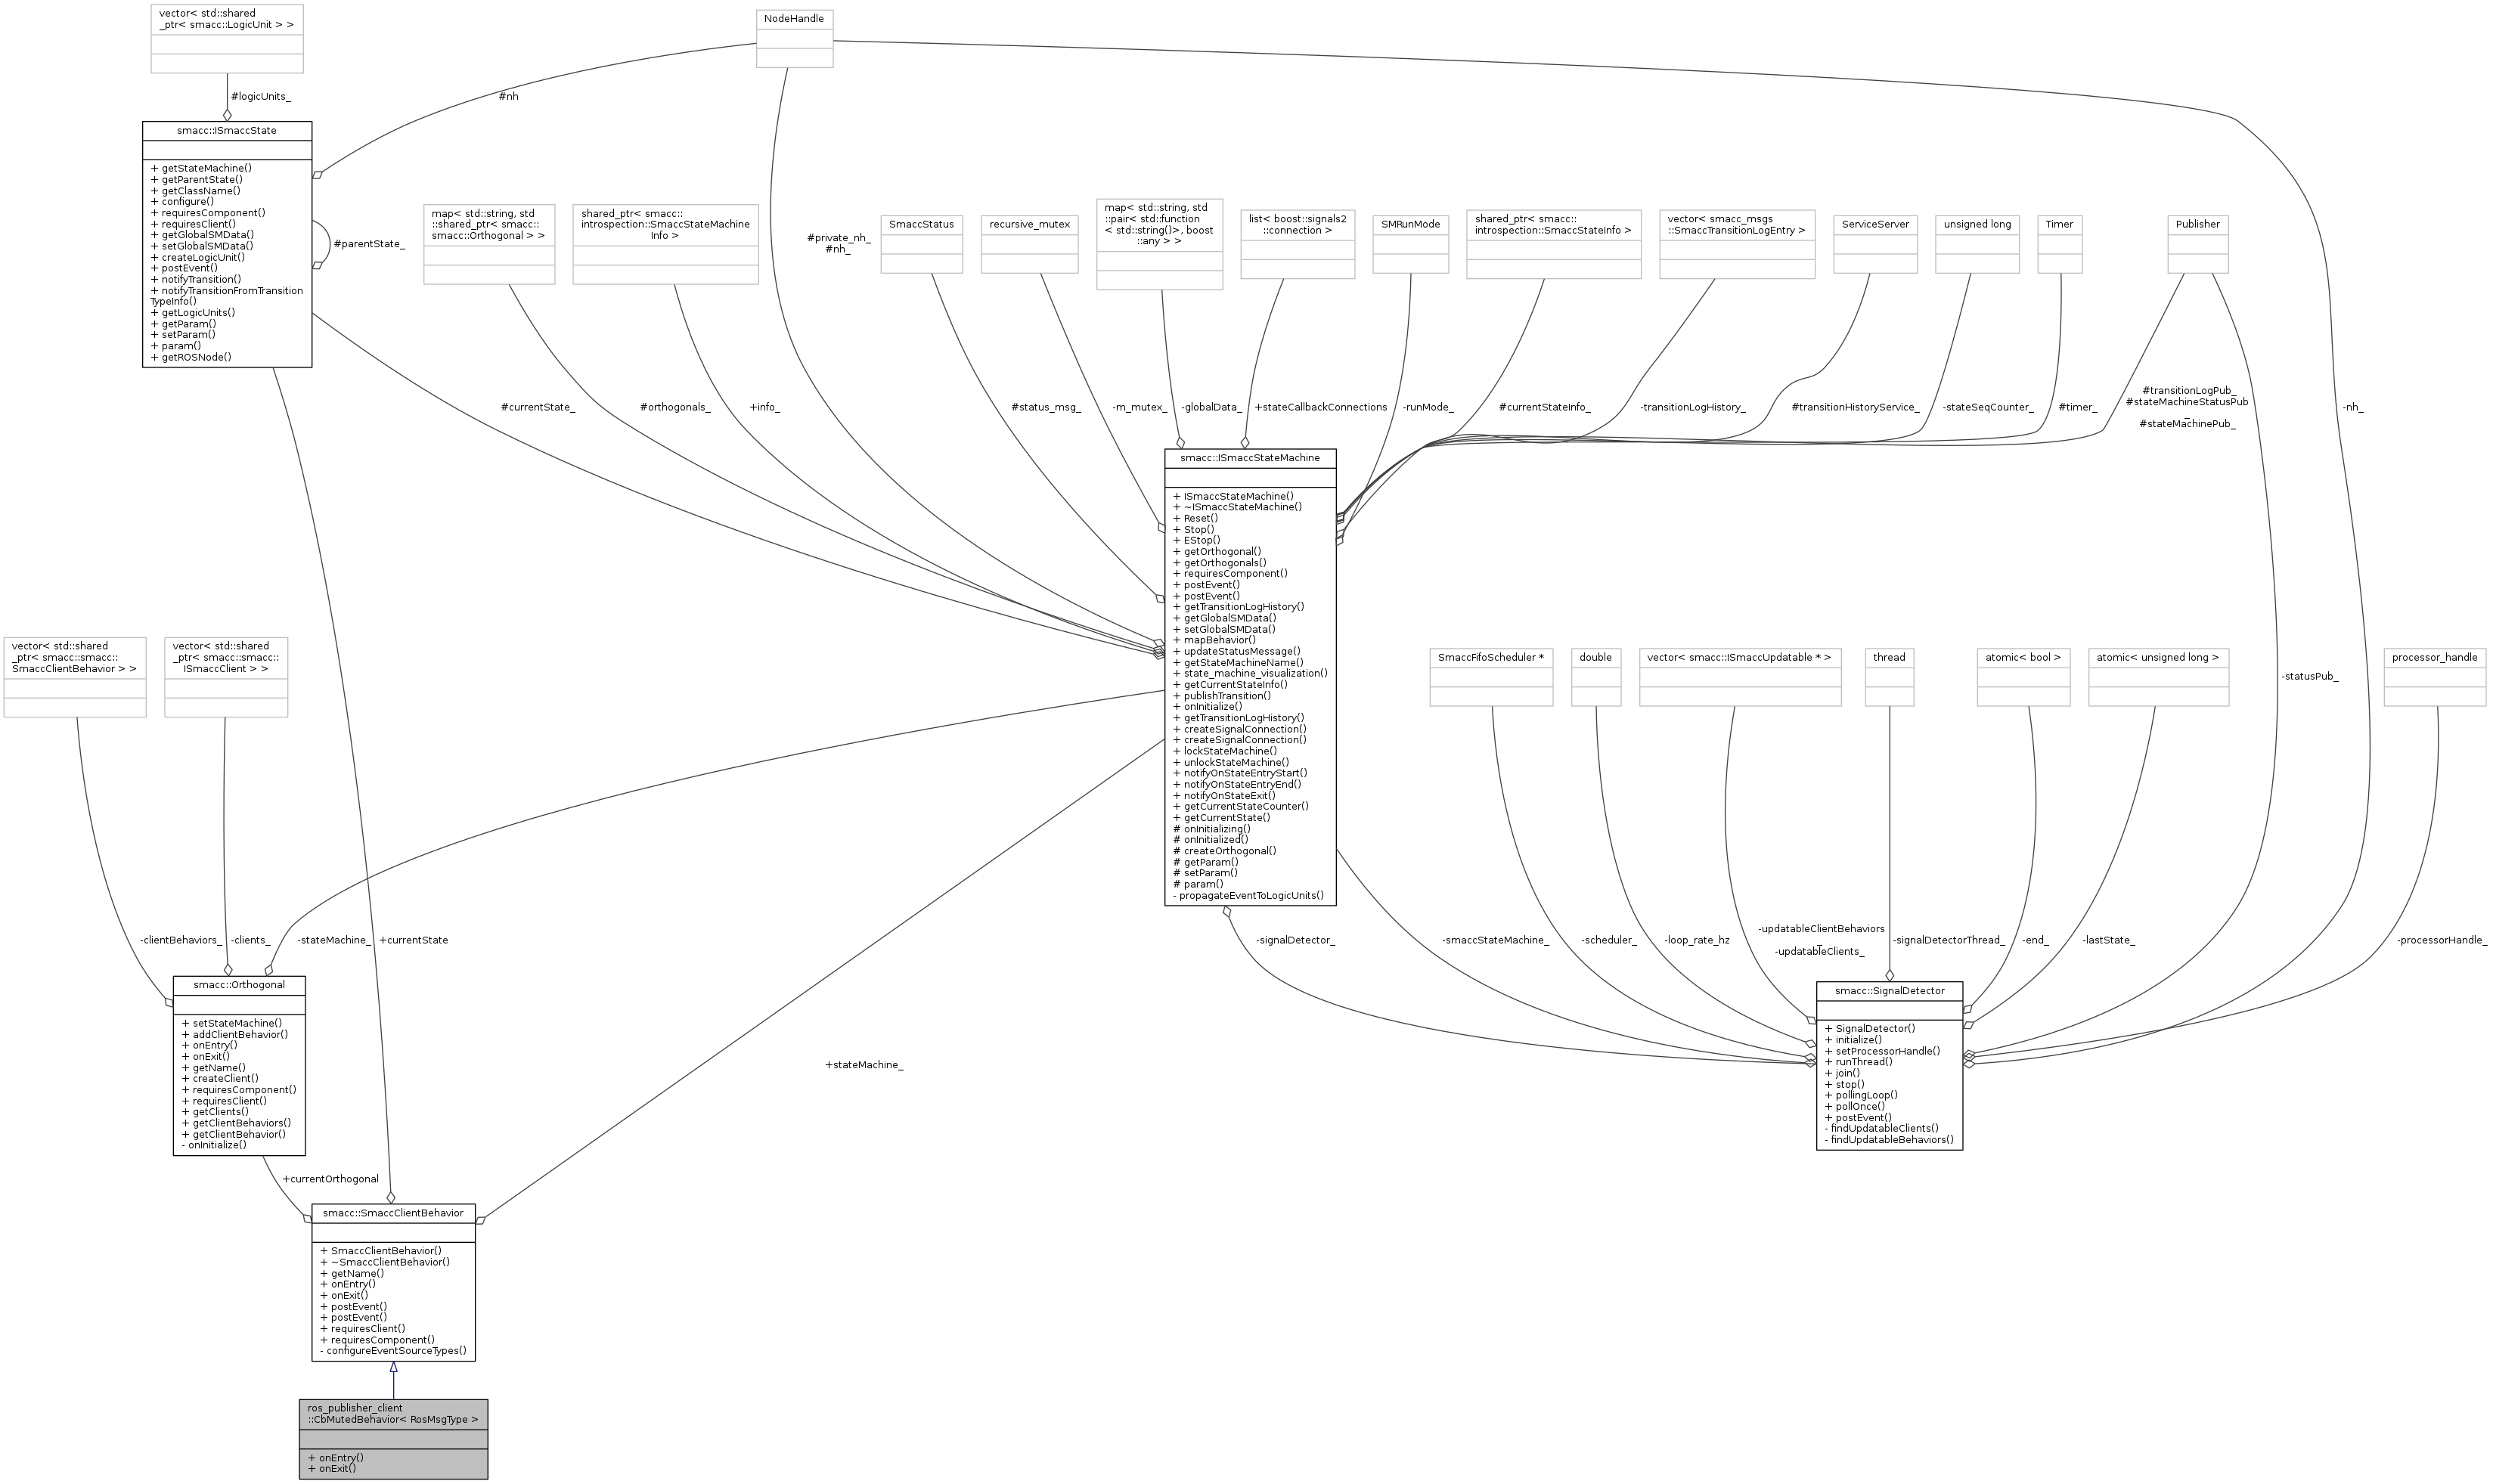 vector< std::shared
_ptr< smacc::LogicUnit > >
NodeHandle
#logicUnits_
#nh
smacc::ISmaccState
+ getStateMachine()
+ getParentState()
+ getClassName()
+ configure()
+ requiresComponent()
+ requiresClient()
+ getGlobalSMData()
+ setGlobalSMData()
+ createLogicUnit()
+ postEvent()
+ notifyTransition()
+ notifyTransitionFromTransition
TypeInfo()
+ getLogicUnits()
+ getParam()
+ setParam()
+ param()
+ getROSNode()
#parentState_
map< std::string, std
::shared_ptr< smacc::
smacc::Orthogonal > >
shared_ptr< smacc::
introspection::SmaccStateMachine
Info >
#private_nh_
#nh_
SmaccStatus
recursive_mutex
map< std::string, std
::pair< std::function
< std::string()>, boost
::any > >
list< boost::signals2
::connection >
SMRunMode
shared_ptr< smacc::
introspection::SmaccStateInfo >
vector< smacc_msgs
::SmaccTransitionLogEntry >
ServiceServer
unsigned long
Timer
Publisher
#currentState_
#orthogonals_
+info_
#status_msg_
-m_mutex_
-globalData_
+stateCallbackConnections
-runMode_
#currentStateInfo_
-transitionLogHistory_
#transitionHistoryService_
-stateSeqCounter_
#timer_
#transitionLogPub_
#stateMachineStatusPub
_
#stateMachinePub_
-nh_
smacc::ISmaccStateMachine
+ ISmaccStateMachine()
+ ~ISmaccStateMachine()
+ Reset()
+ Stop()
+ EStop()
+ getOrthogonal()
+ getOrthogonals()
+ requiresComponent()
+ postEvent()
+ postEvent()
+ getTransitionLogHistory()
+ getGlobalSMData()
+ setGlobalSMData()
+ mapBehavior()
+ updateStatusMessage()
+ getStateMachineName()
+ state_machine_visualization()
+ getCurrentStateInfo()
+ publishTransition()
+ onInitialize()
+ getTransitionLogHistory()
+ createSignalConnection()
+ createSignalConnection()
+ lockStateMachine()
+ unlockStateMachine()
+ notifyOnStateEntryStart()
+ notifyOnStateEntryEnd()
+ notifyOnStateExit()
+ getCurrentStateCounter()
+ getCurrentState()
# onInitializing()
# onInitialized()
# createOrthogonal()
# getParam()
# setParam()
# param()
- propagateEventToLogicUnits()
vector< std::shared
_ptr< smacc::smacc::
SmaccClientBehavior > >
vector< std::shared
_ptr< smacc::smacc::
ISmaccClient > >
SmaccFifoScheduler *
double
vector< smacc::ISmaccUpdatable * >
thread
atomic< bool >
atomic< unsigned long >
-statusPub_
processor_handle
-clientBehaviors_
-clients_
-stateMachine_
+currentState
-signalDetector_
-smaccStateMachine_
-scheduler_
-loop_rate_hz
-updatableClientBehaviors
_
-updatableClients_
-signalDetectorThread_
-end_
-lastState_
-processorHandle_
smacc::Orthogonal
+ setStateMachine()
+ addClientBehavior()
+ onEntry()
+ onExit()
+ getName()
+ createClient()
+ requiresComponent()
+ requiresClient()
+ getClients()
+ getClientBehaviors()
+ getClientBehavior()
- onInitialize()
smacc::SignalDetector
+ SignalDetector()
+ initialize()
+ setProcessorHandle()
+ runThread()
+ join()
+ stop()
+ pollingLoop()
+ pollOnce()
+ postEvent()
- findUpdatableClients()
- findUpdatableBehaviors()
+stateMachine_
+currentOrthogonal
smacc::SmaccClientBehavior
+ SmaccClientBehavior()
+ ~SmaccClientBehavior()
+ getName()
+ onEntry()
+ onExit()
+ postEvent()
+ postEvent()
+ requiresClient()
+ requiresComponent()
- configureEventSourceTypes()
ros_publisher_client
::CbMutedBehavior< RosMsgType >
+ onEntry()
+ onExit()